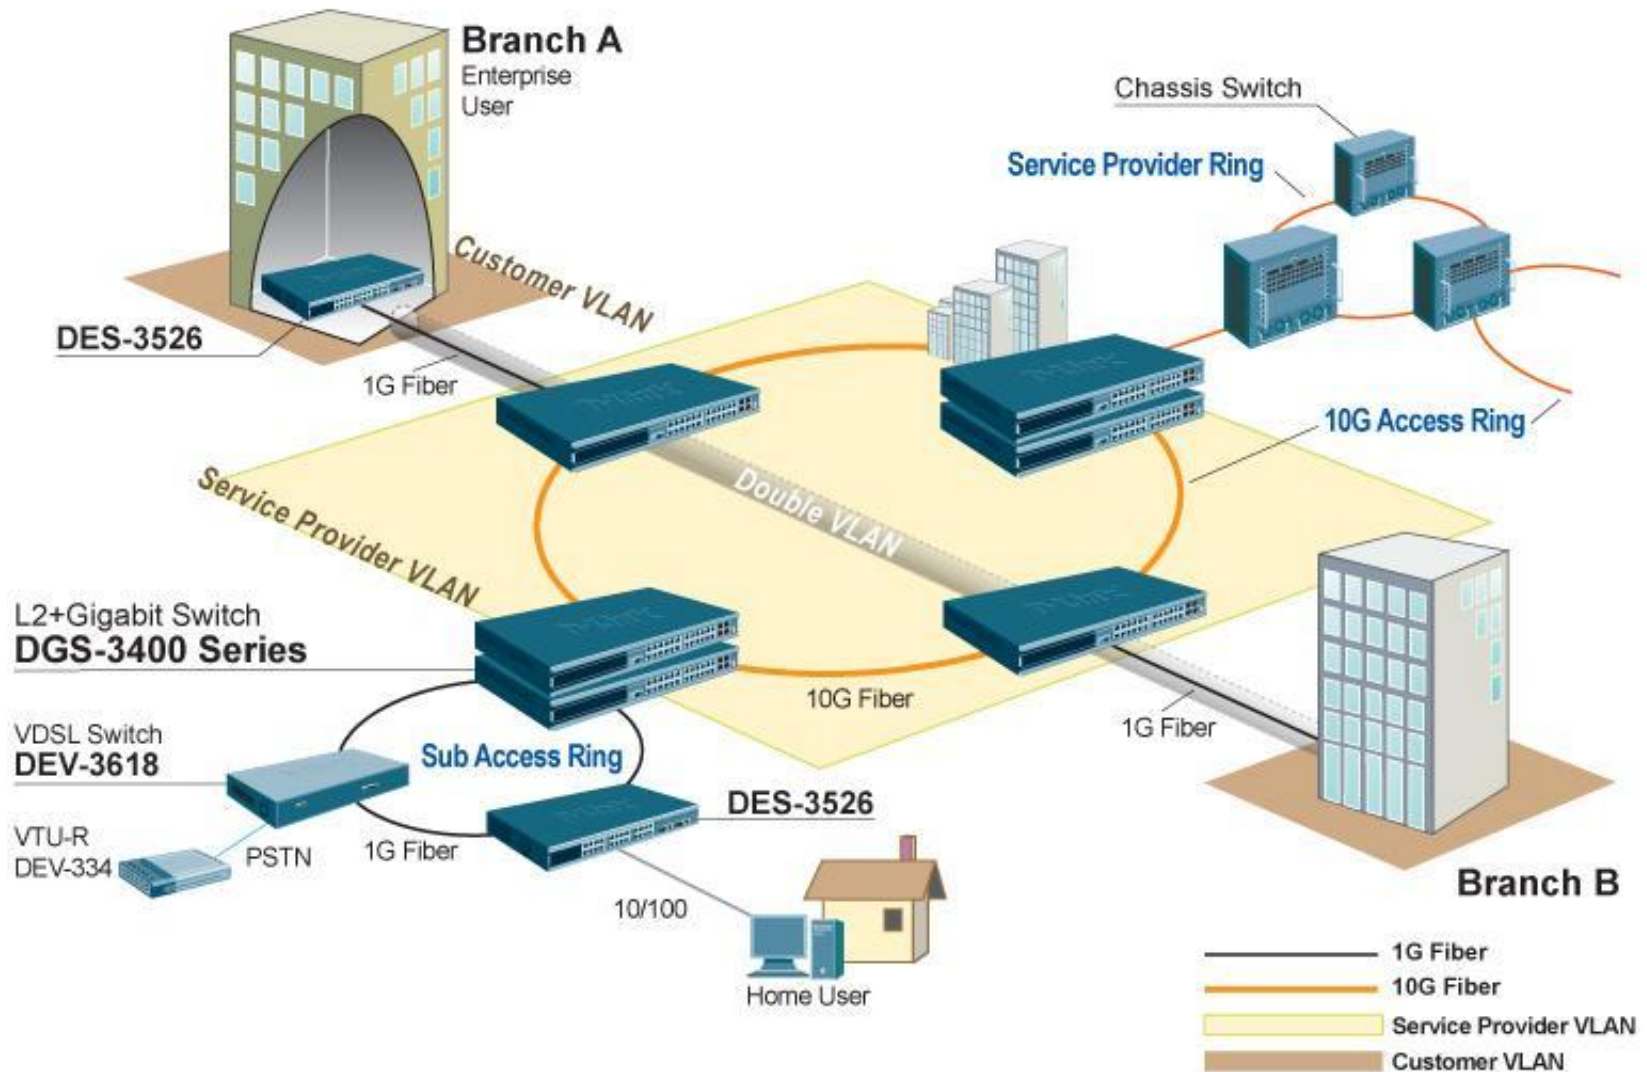 Branch A
Enterprise
User
Chassis Switch
Service Provider Ring
Customer VLAN
DES-3526
1G Fiber
10G Access Ring
Double VLAN
Service Provider VLAN
L2+Gigabit Switch
DGS-3400 Series
10G Fiber
1G Fiber
VDSL Switch
DEV-3618
Sub Access Ring
DES-3526
VTU-R
DEV-334
PSTN
1G Fiber
10/100
Home User
Branch B
1G Fiber
10G Fiber
Service Provider VLAN
Customer VLAN